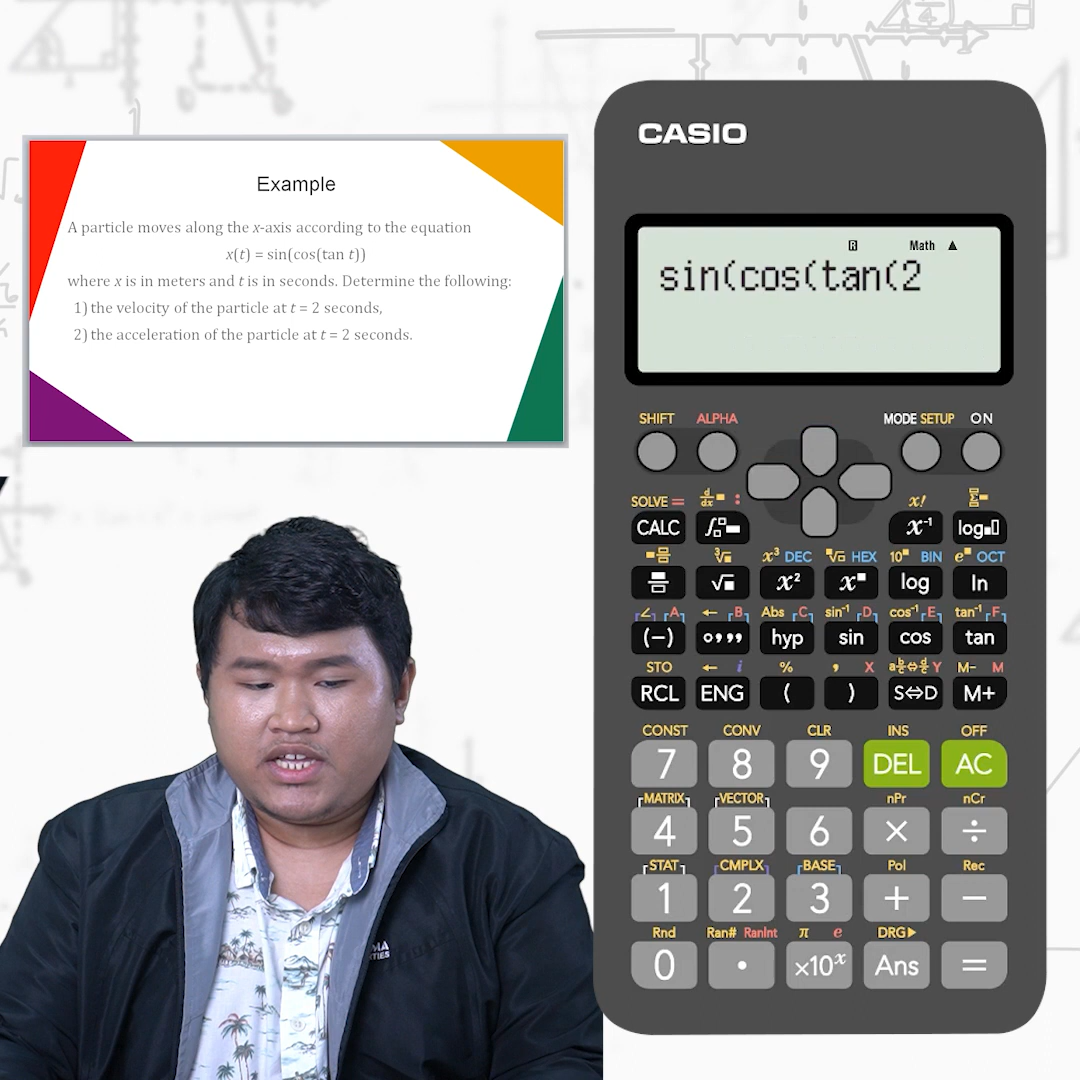 Example
A particle moves along the x-axis according to the equation
x(t) = sin(cos(tan t))
where x is in meters and t is in seconds. Determine the following:
1) the velocity of the particle at t = 2 seconds,
2) the acceleration of the particle at t = 2 seconds.
CASIO
R Math ▲
sin(cos(tan(2
SHIFT ALPHA MODE SETUP ON
SOLVE = d/dx■ : x! Σ■
CALC ∫■ x⁻¹ log■□
■■/■ ³√■ x³ DEC ■√■ HEX 10■ BIN e■ OCT
■/■ √■ x² x■ log ln
∠ A ← B Abs C sin⁻¹ D cos⁻¹ E tan⁻¹ F
(−) °,,, hyp sin cos tan
STO ← i % , X a b/c⇔d/c Y M− M
RCL ENG ( ) S⇔D M+
CONST CONV CLR INS OFF
7 8 9 DEL AC
MATRIX VECTOR nPr nCr
4 5 6 × ÷
STAT CMPLX BASE Pol Rec
1 2 3 + −
Rnd Ran# RanInt π e DRG▶
0 · ×10ˣ Ans =